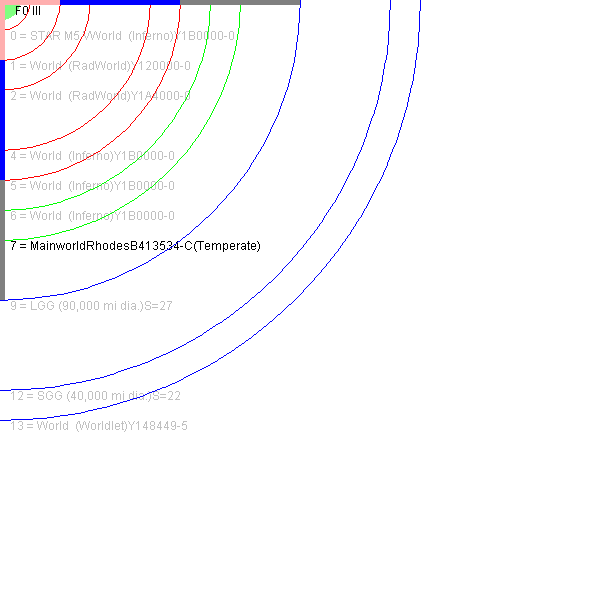 F0 III
0 = STAR M5 V World (Inferno)Y1B0000-0
1 = World (RadWorld)Y120000-0
2 = World (RadWorld)Y1A4000-0
4 = World (Inferno)Y1B0000-0
5 = World (Inferno)Y1B0000-0
6 = World (Inferno)Y1B0000-0
7 = MainworldRhodesB413534-C(Temperate)
9 = LGG (90,000 mi dia.)S=27
12 = SGG (40,000 mi dia.)S=22
13 = World (Worldlet)Y148449-5